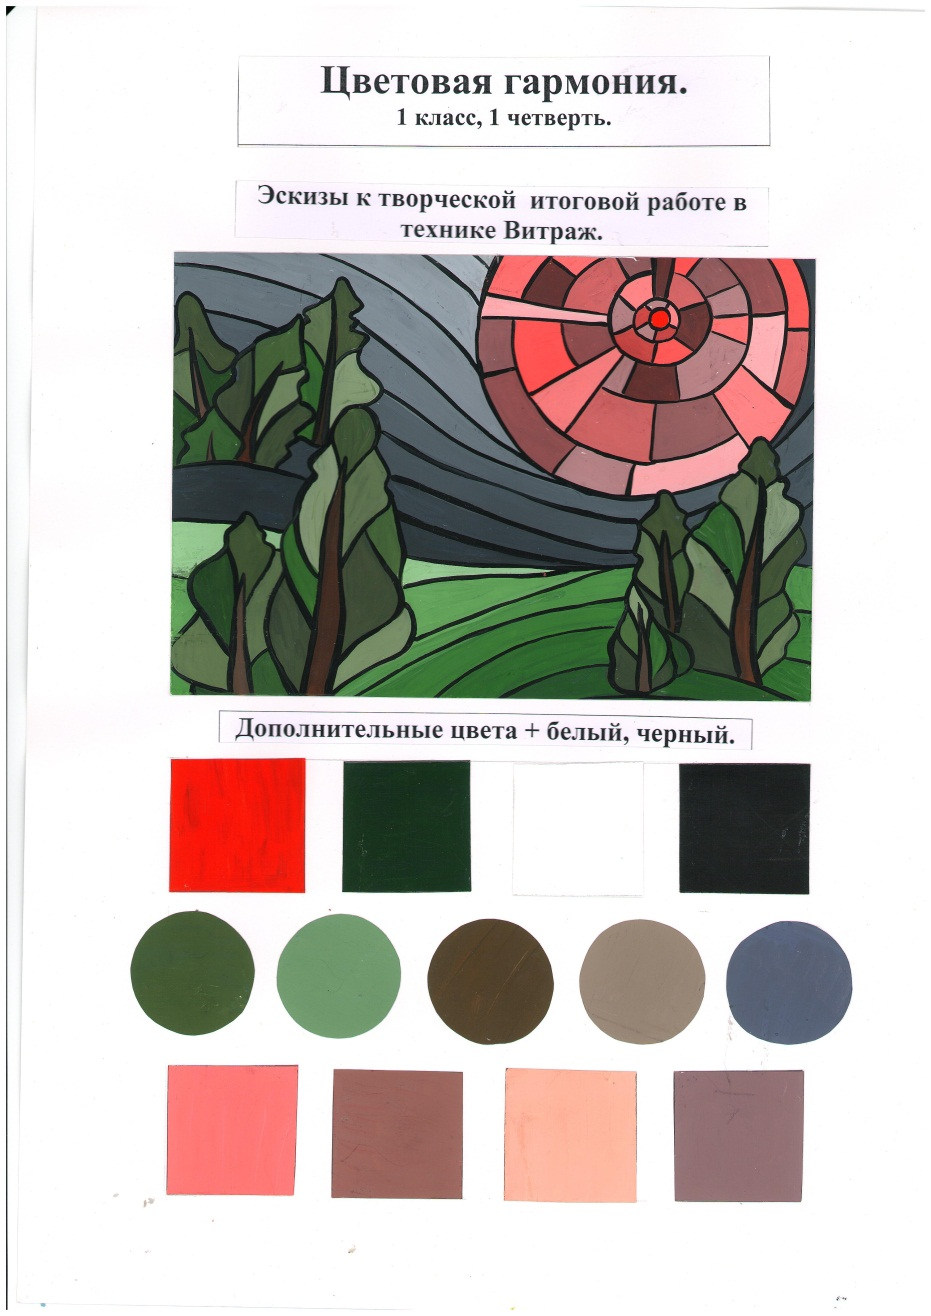 Цветовая гармония.
1 класс, 1 четверть.
Эскизы к творческой итоговой работе в
технике Витраж.
Дополнительные цвета + белый, черный.